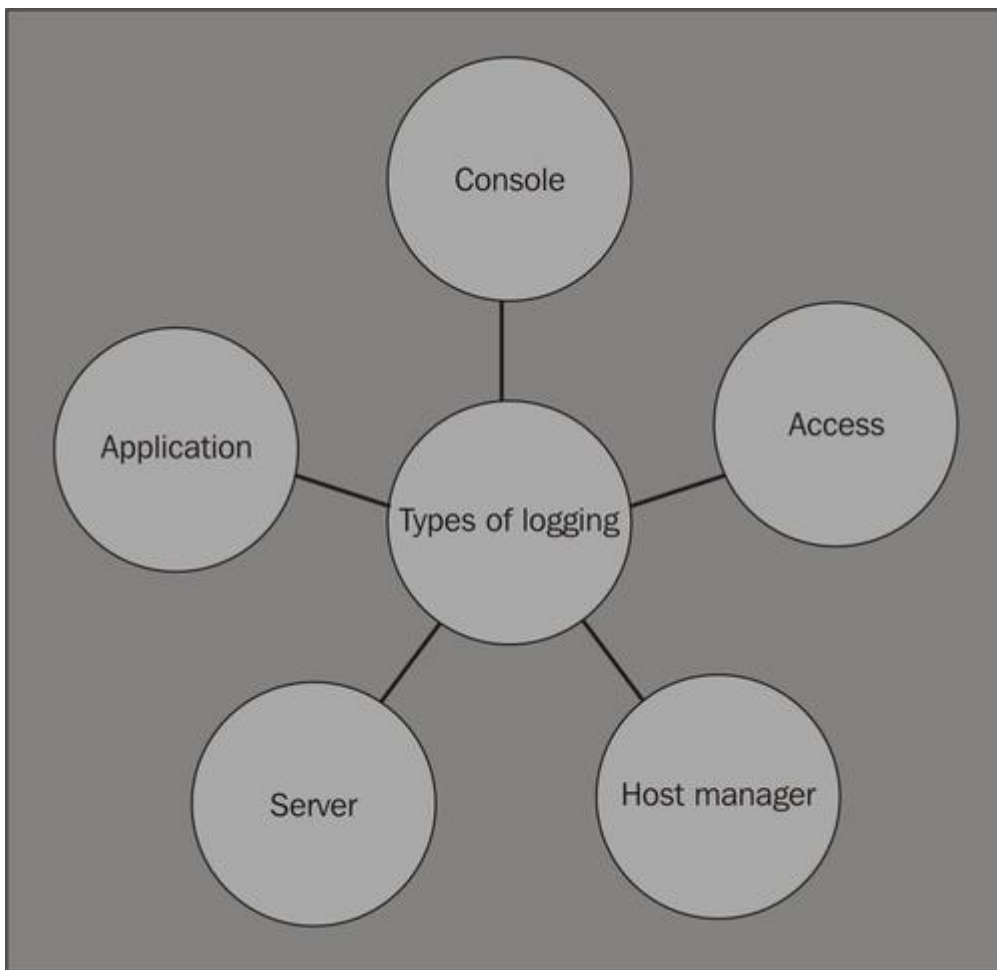 Console
Access
Application
Types of logging
Host manager
Server